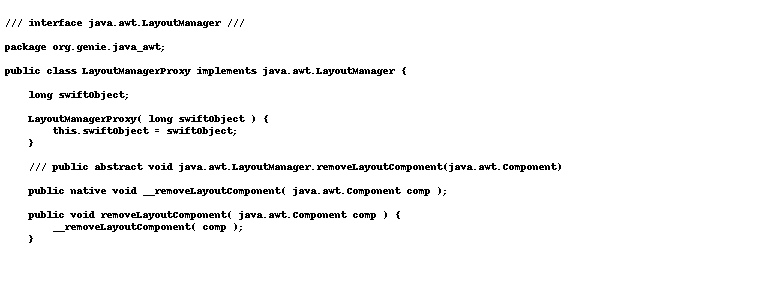 /// interface java.awt.LayoutManager ///
package org.genie.java_awt;
public class LayoutManagerProxy implements java.awt.LayoutManager {
long swiftObject;
LayoutManagerProxy( long swiftObject ) {
this.swiftObject = swiftObject;
}
/// public abstract void java.awt.LayoutManager.removeLayoutComponent(java.awt.Component)
public native void __removeLayoutComponent( java.awt.Component comp );
public void removeLayoutComponent( java.awt.Component comp ) {
__removeLayoutComponent( comp );
}